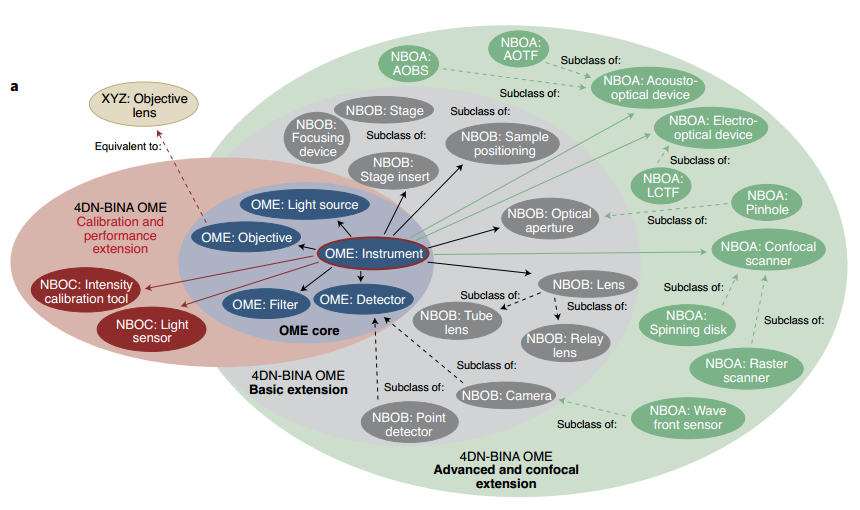 a
NBOA:
AOBS
NBOA:
AOTF
Subclass of:
Subclass of:
NBOA: Acousto-
optical device
XYZ: Objective
lens
Equivalent to:
NBOB: Stage
NBOB:
Focusing
device
Subclass of:
Subclass of:
NBOB: Sample
positioning
NBOA: Electro-
optical device
Subclass of:
NBOB:
Stage insert
NBOA:
LCTF
4DN-BINA OME
Calibration and
performance
extension
OME: Light source
NBOB: Optical
aperture
NBOA:
Pinhole
Subclass of:
OME: Objective
OME: Instrument
NBOA: Confocal
scanner
NBOC: Intensity
calibration tool
NBOC: Light
sensor
OME: Filter
OME: Detector
OME core
NBOB: Lens
Subclass of:
Subclass of:
NBOB: Tube
lens
NBOB: Relay
lens
Subclass of:
NBOA:
Spinning disk
Subclass of:
NBOA: Raster
scanner
4DN-BINA OME
Basic extension
Subclass of:
Subclass of:
NBOB: Camera
NBOB: Point
detector
NBOA: Wave
front sensor
Subclass of:
4DN-BINA OME
Advanced and confocal
extension